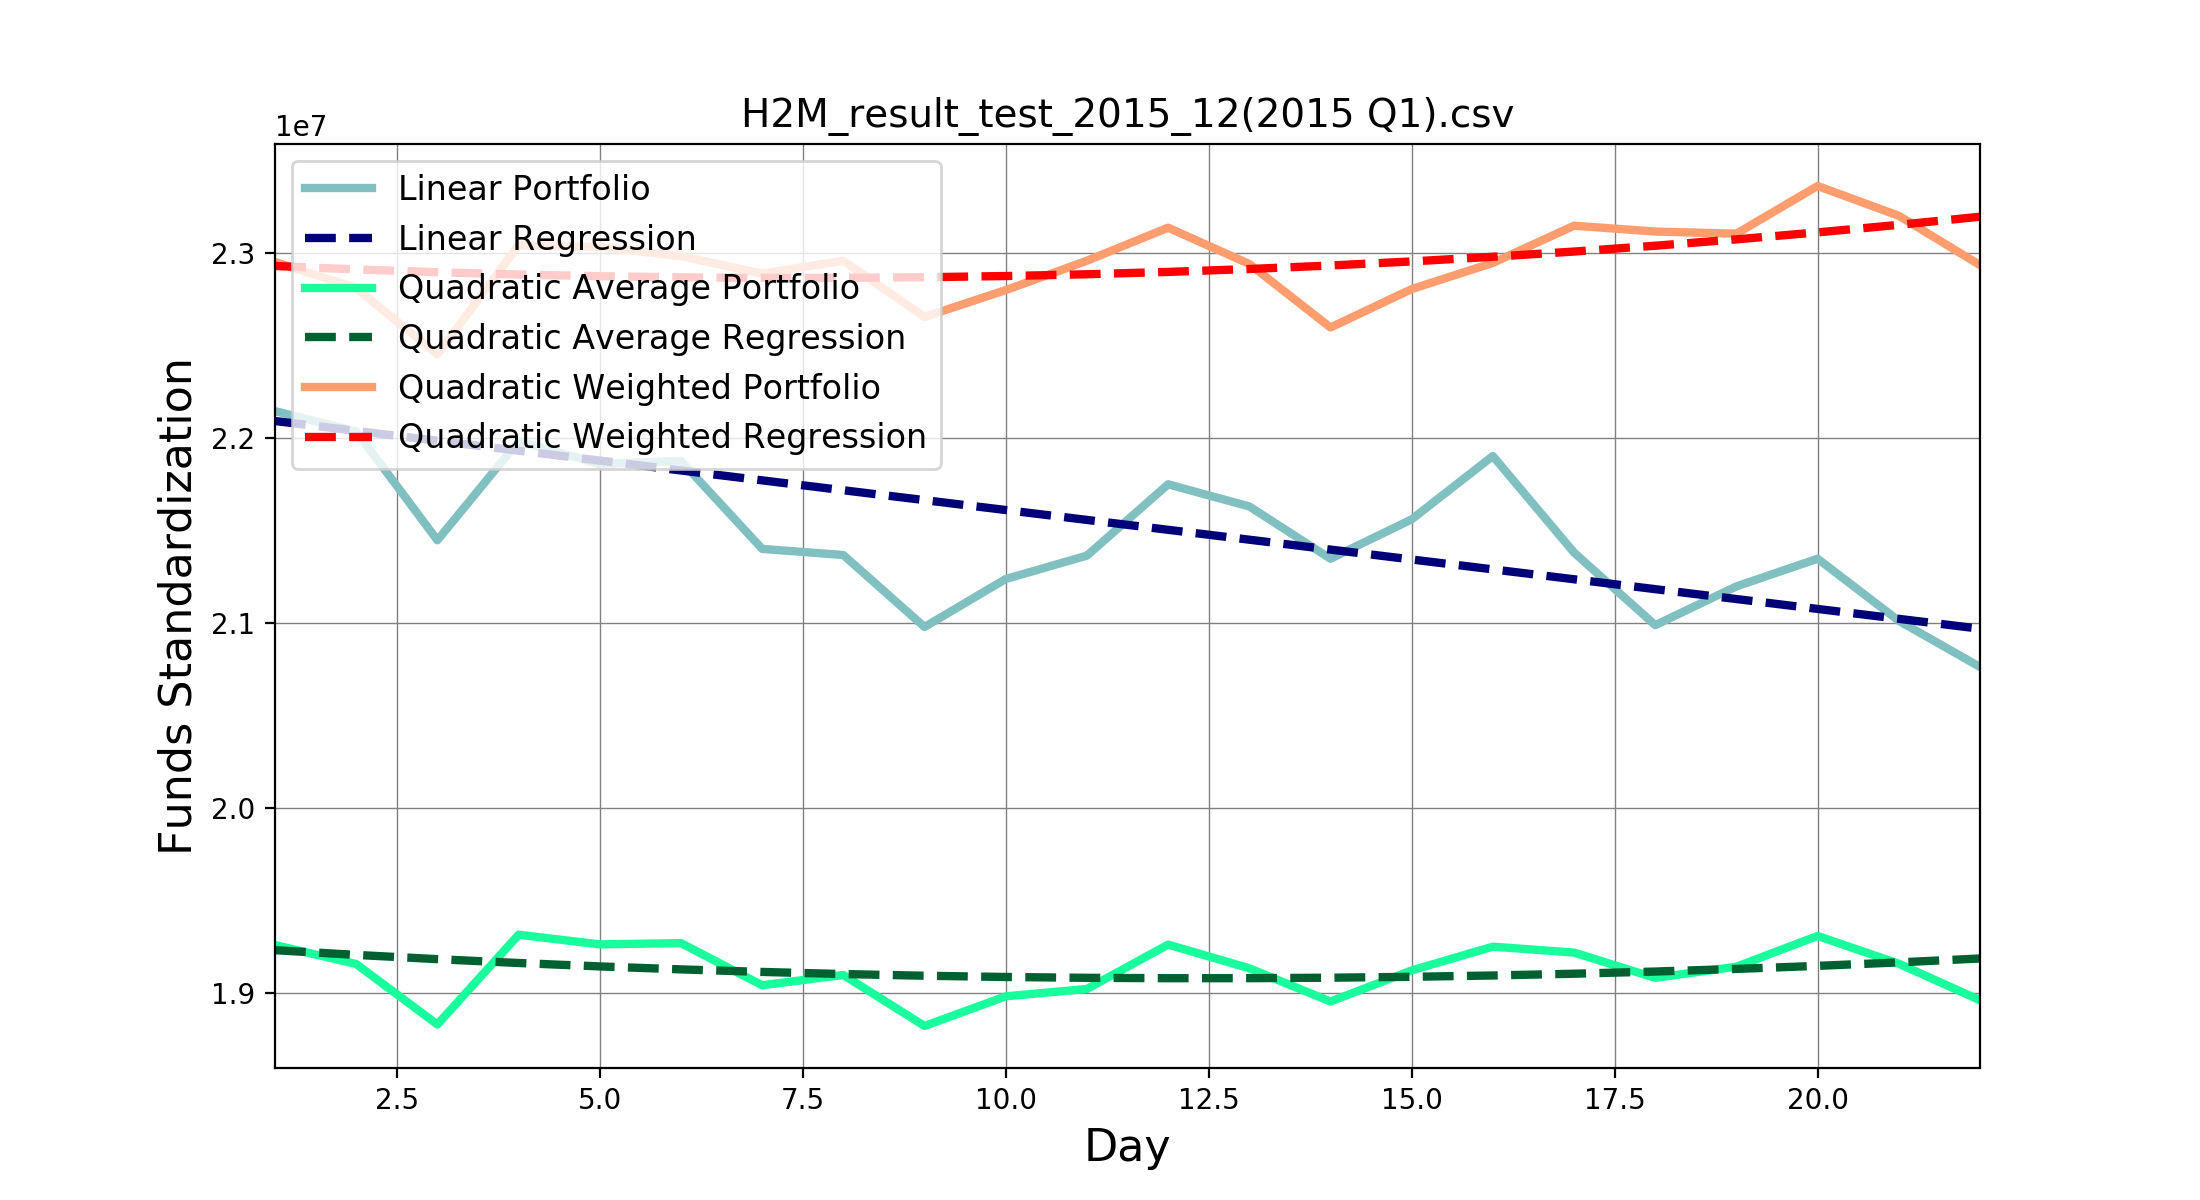 H2M_result_test_2015_12(2015 Q1).csv
1e7
Linear Portfolio
Linear Regression
Quadratic Average Portfolio
Quadratic Average Regression
Quadratic Weighted Portfolio
Quadratic Weighted Regression
Funds Standardization
2.3
2.2
2.1
2.0
1.9
2.5 5.0 7.5 10.0 12.5 15.0 17.5 20.0
Day